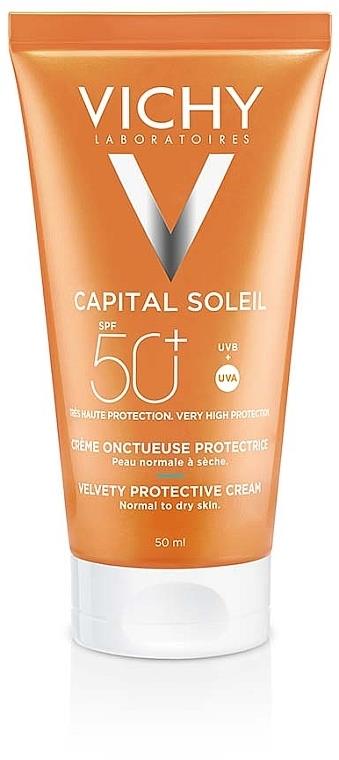 VICHY
LABORATOIRES
V
CAPITAL SOLEIL
SPF
50+
UVB
+
UVA
TRÈS HAUTE PROTECTION. VERY HIGH PROTECTION
CRÈME ONCTUEUSE PROTECTRICE
Peau normale à sèche.
VELVETY PROTECTIVE CREAM
Normal to dry skin.
50 ml